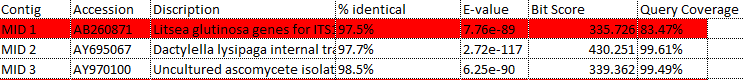 Contig Accession Discription % identical E-value Bit Score Query Coverage
MID 1 AB260871 Litsea glutinosa genes for ITS 97.5% 7.76e-89 335.726 83.47%
MID 2 AY695067 Dactylella lysipaga internal tra 97.7% 2.72e-117 430.251 99.61%
MID 3 AY970100 Uncultured ascomycete isolat 98.5% 6.25e-90 339.362 99.49%